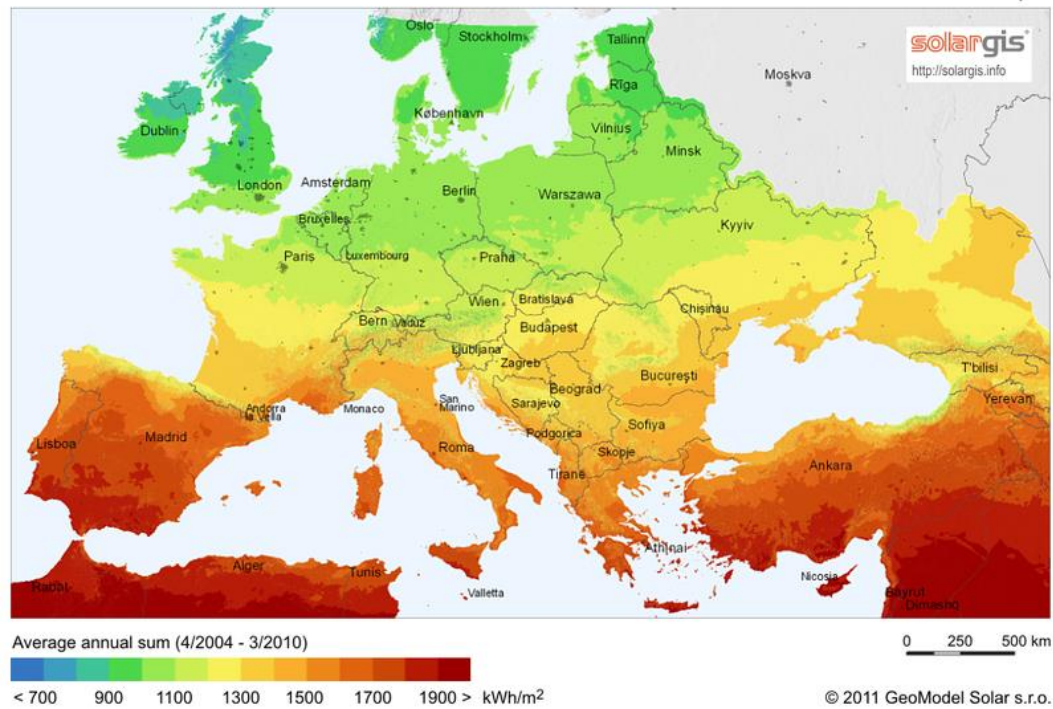 Oslo
Stockholm
Tallinn
solargis
http://solargis.info
Moskva
Rīga
København
Dublin
Vilnius
Minsk
London
Amsterdam
Berlin
Warszawa
Bruxelles
Kyyiv
Paris
Luxembourg
Praha
Wien
Bratislava
Chişinău
Bern
Vaduz
Budapest
Ljubljana
Zagreb
T'bilisi
Beograd
Bucureşti
Yerevan
Andorra
la Vella
Monaco
San
Marino
Sarajevo
Sofiya
Lisboa
Madrid
Roma
Podgorica
Skopje
Ankara
Tiranë
Athínai
Alger
Tunis
Nicosia
Rabat
Valletta
Bayrut
Dimashq
Average annual sum (4/2004 - 3/2010)
0 250 500 km
< 700 900 1100 1300 1500 1700 1900 > kWh/m²
© 2011 GeoModel Solar s.r.o.